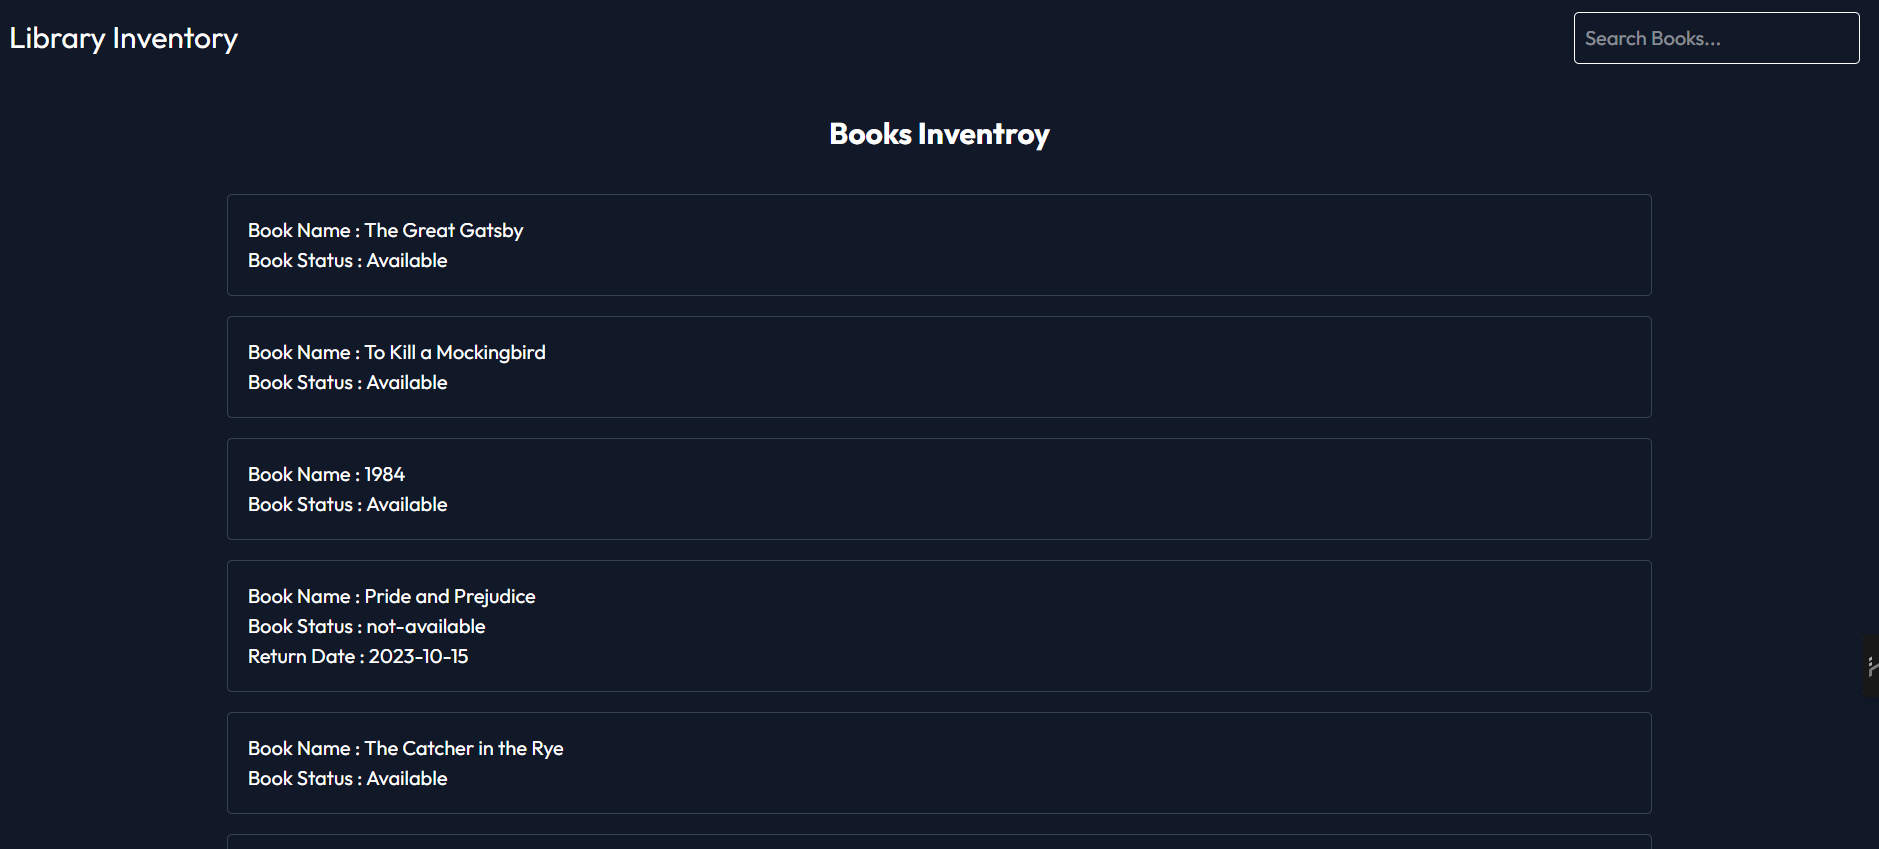 Library Inventory
Search Books...
Books Inventroy
Book Name : The Great Gatsby
Book Status : Available
Book Name : To Kill a Mockingbird
Book Status : Available
Book Name : 1984
Book Status : Available
Book Name : Pride and Prejudice
Book Status : not-available
Return Date : 2023-10-15
Book Name : The Catcher in the Rye
Book Status : Available